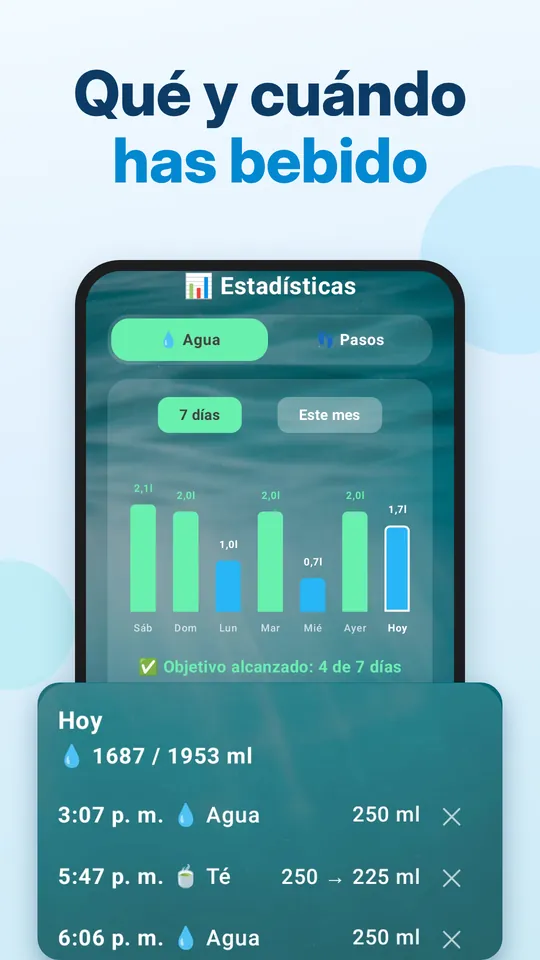 Qué y cuándo
has bebido
📊 Estadísticas
💧 Agua
👣 Pasos
7 días
Este mes
2,1l
2,0l
1,0l
2,0l
0,7l
2,0l
1,7l
Sáb
Dom
Lun
Mar
Mié
Ayer
Hoy
✅ Objetivo alcanzado: 4 de 7 días
Hoy
💧 1687 / 1953 ml
3:07 p. m. 💧 Agua 250 ml ×
5:47 p. m. 🍵 Té 250 → 225 ml ×
6:06 p. m. 💧 Agua 250 ml ×